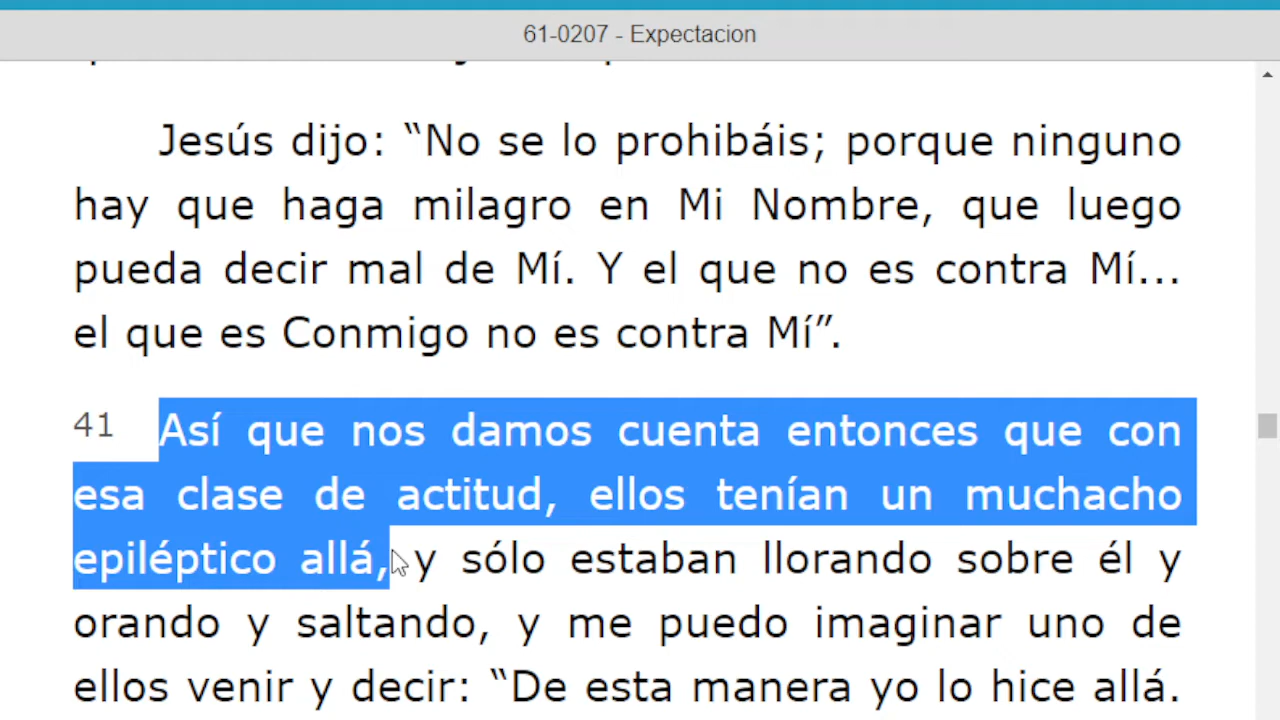 61-0207 - Expectacion
Jesús dijo: “No se lo prohibáis; porque ninguno
hay que haga milagro en Mi Nombre, que luego
pueda decir mal de Mí. Y el que no es contra Mí...
el que es Conmigo no es contra Mí”.
41 Así que nos damos cuenta entonces que con
esa clase de actitud, ellos tenían un muchacho
epiléptico allá, y sólo estaban llorando sobre él y
orando y saltando, y me puedo imaginar uno de
ellos venir y decir: “De esta manera yo lo hice allá.